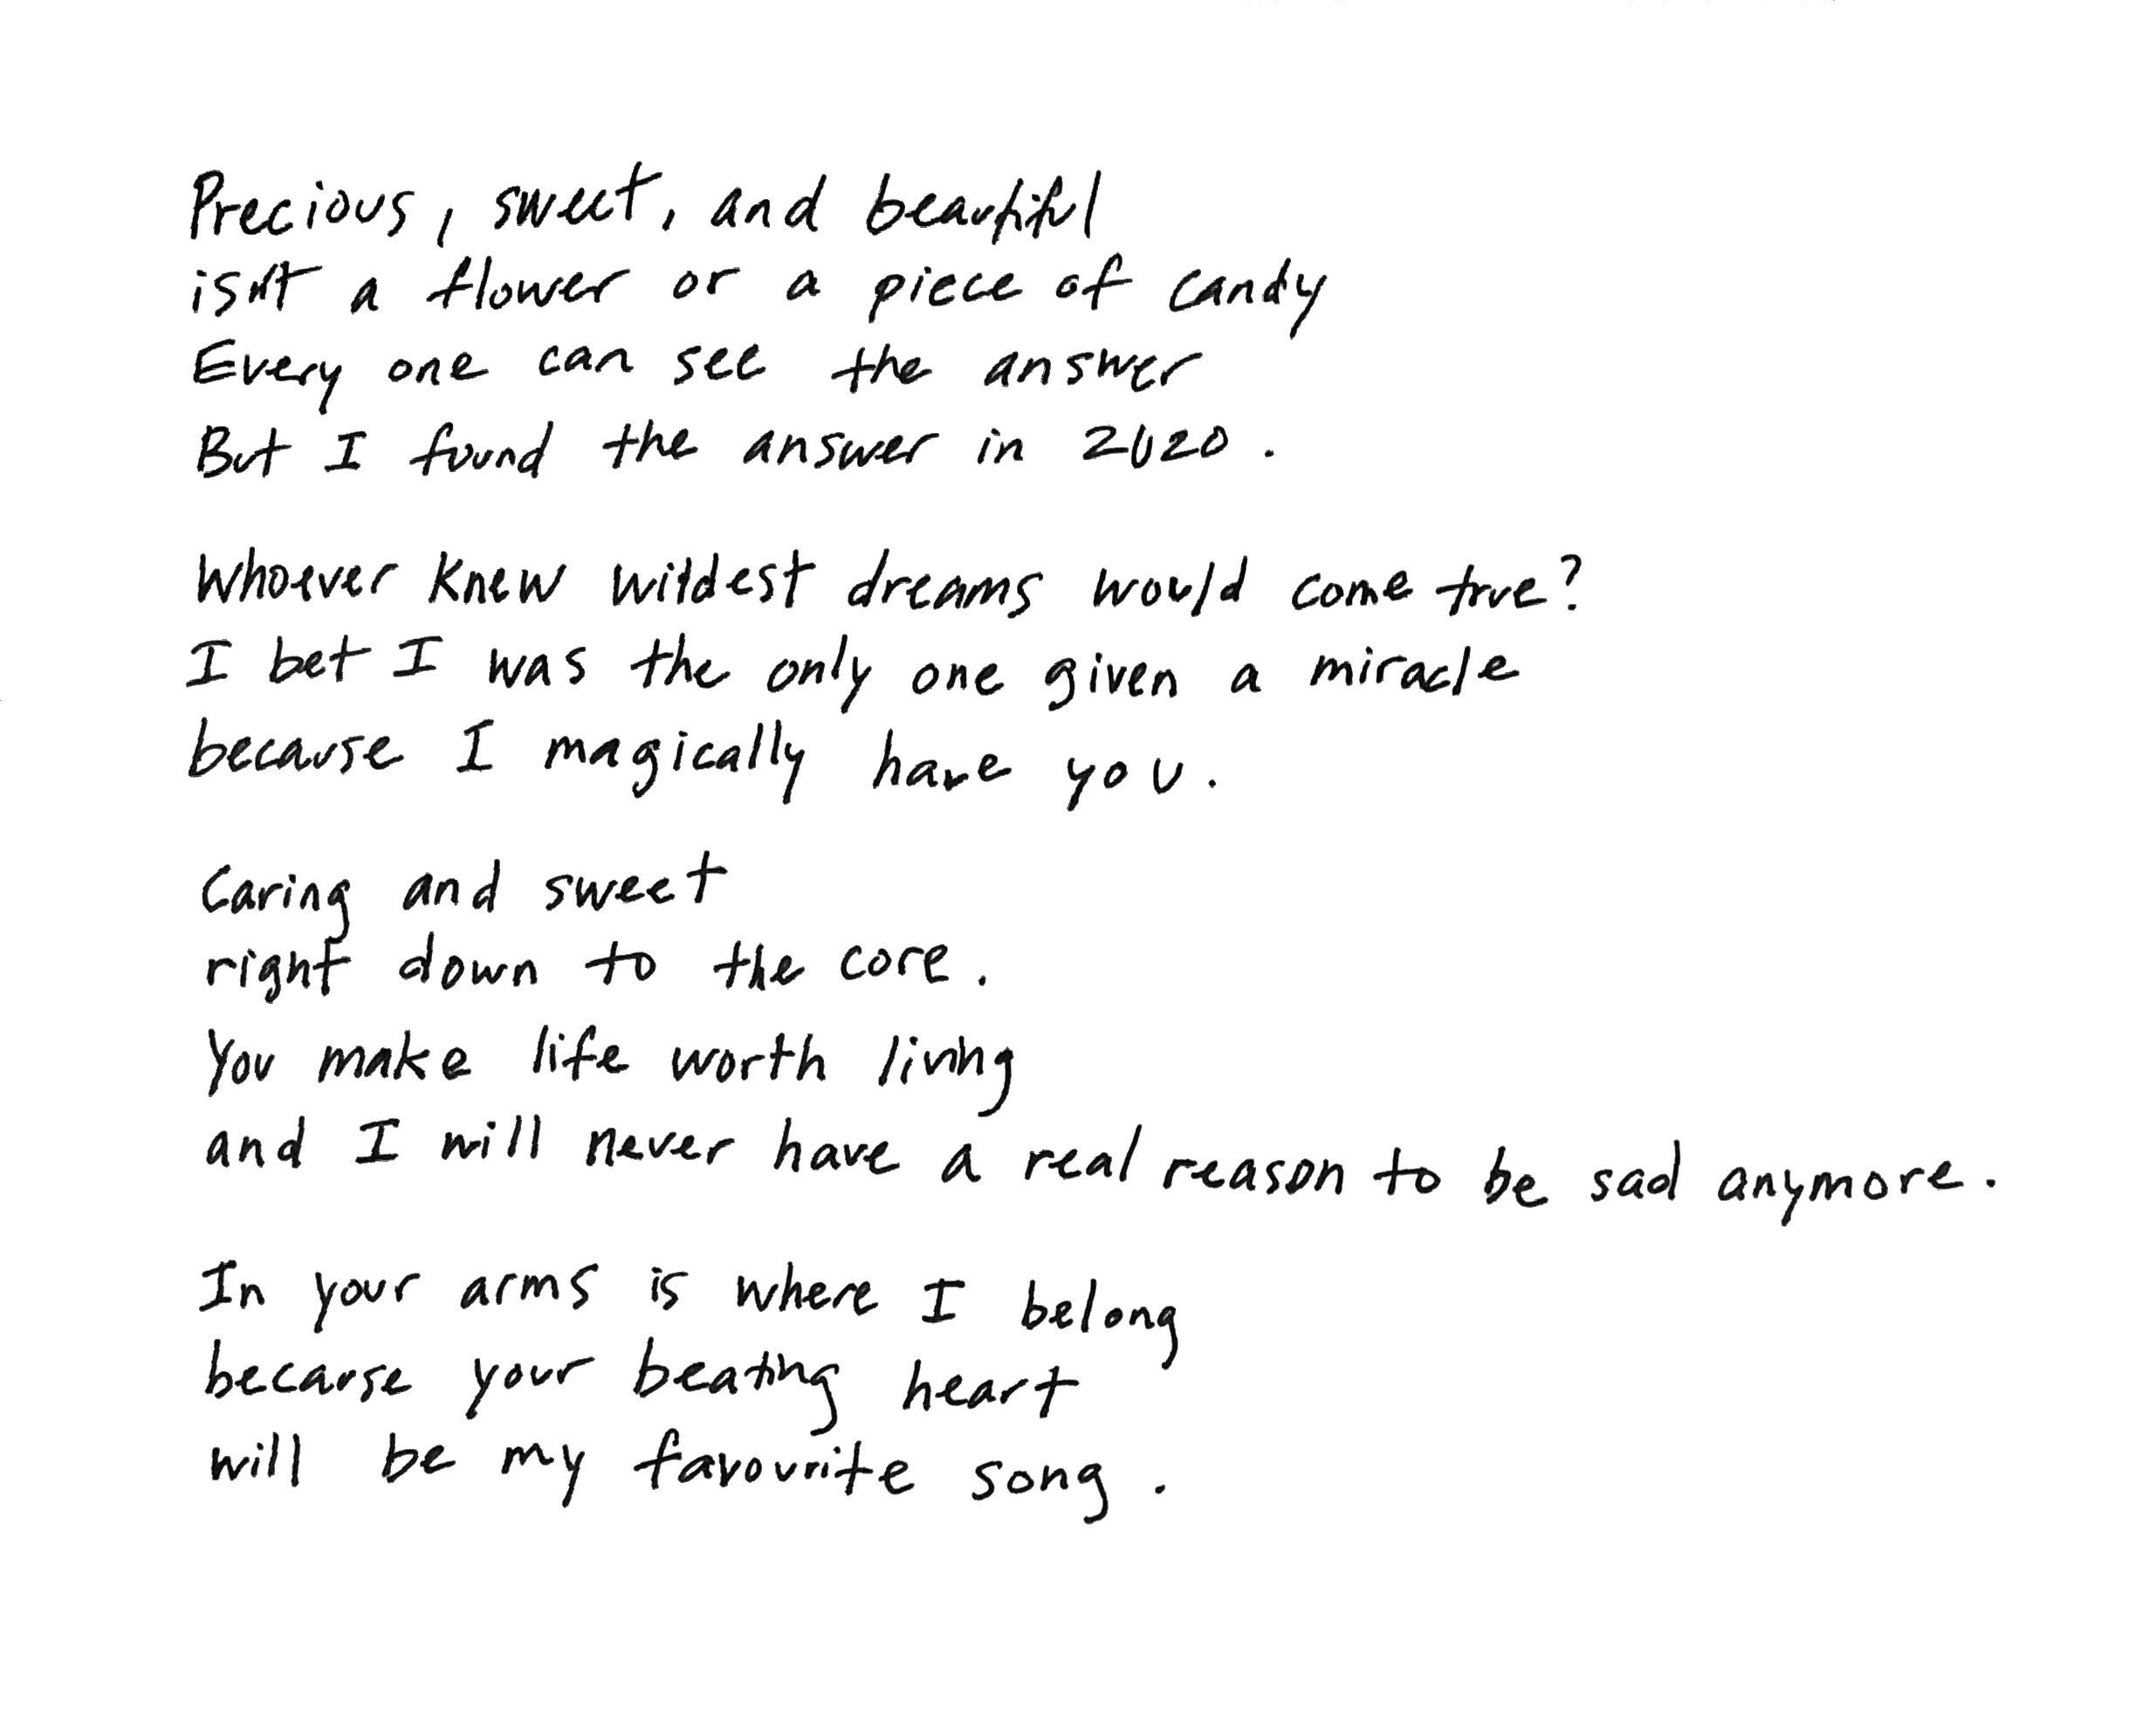 Precious, sweet, and beautiful
isn't a flower or a piece of candy
Every one can see the answer
But I found the answer in 2020.
Whoever knew wildest dreams would come true?
I bet I was the only one given a miracle
because I magically have you.
Caring and sweet
right down to the core.
You make life worth living
and I will never have a real reason to be sad anymore.
In your arms is where I belong
because your beating heart
will be my favourite song.